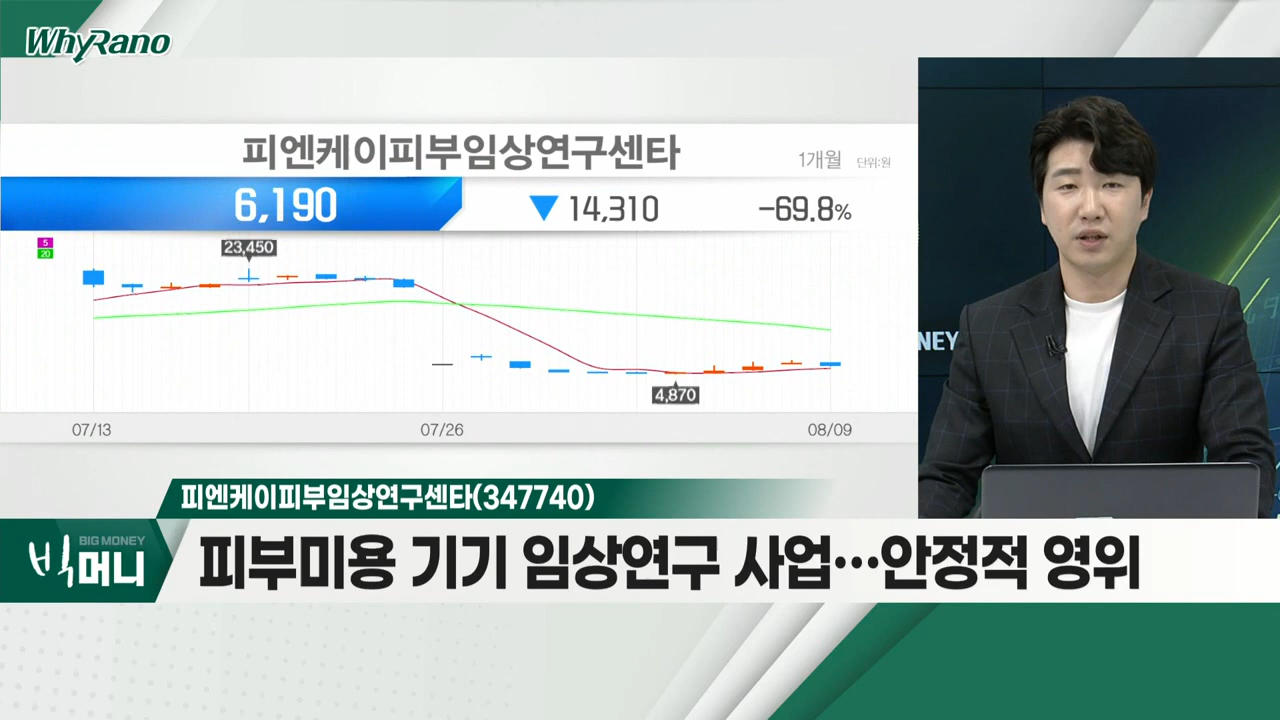 WhyRano
피엔케이피부임상연구센타
1개월 단위:원
6,190 ▼ 14,310 -69.8%
5
20
23,450
4,870
07/13 07/26 08/09
NEY
피엔케이피부임상연구센타(347740)
BIG MONEY
빅머니
피부미용 기기 임상연구 사업…안정적 영위